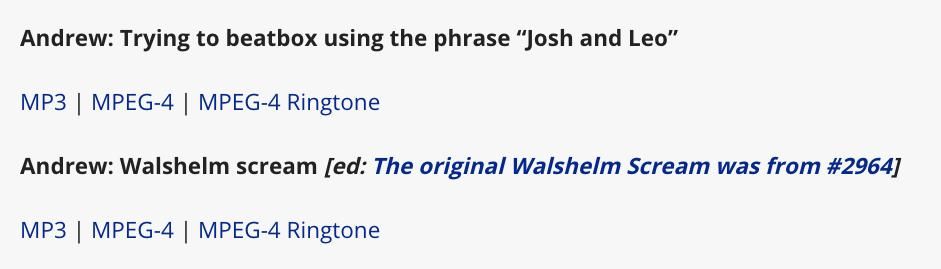 Andrew: Trying to beatbox using the phrase “Josh and Leo”
MP3 | MPEG-4 | MPEG-4 Ringtone
Andrew: Walshelm scream [ed: The original Walshelm Scream was from #2964]
MP3 | MPEG-4 | MPEG-4 Ringtone